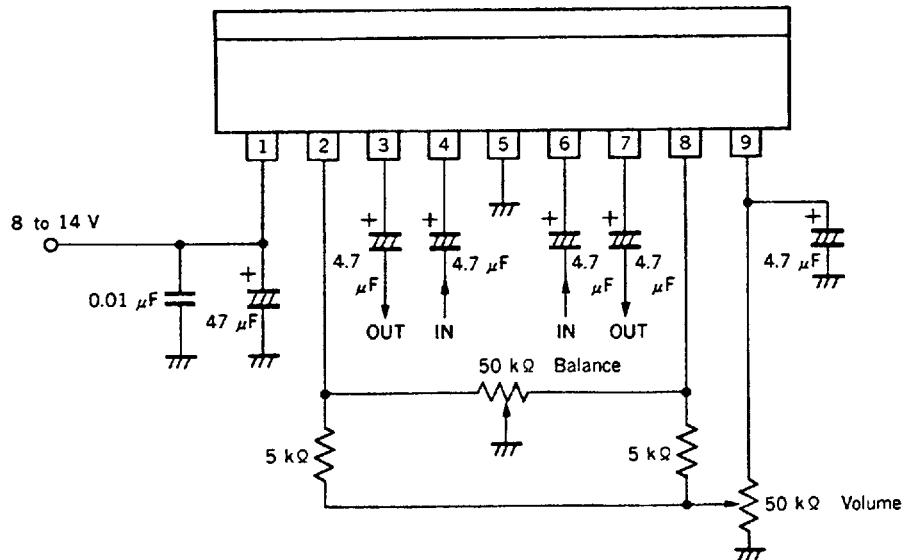 1 2 3 4 5 6 7 8 9
8 to 14 V
+ + + + +
4.7 μF
4.7 μF
4.7 μF
4.7 μF
4.7 μF
0.01 μF
+
47 μF
OUT IN IN OUT
50 kΩ Balance
5 kΩ 5 kΩ
50 kΩ Volume